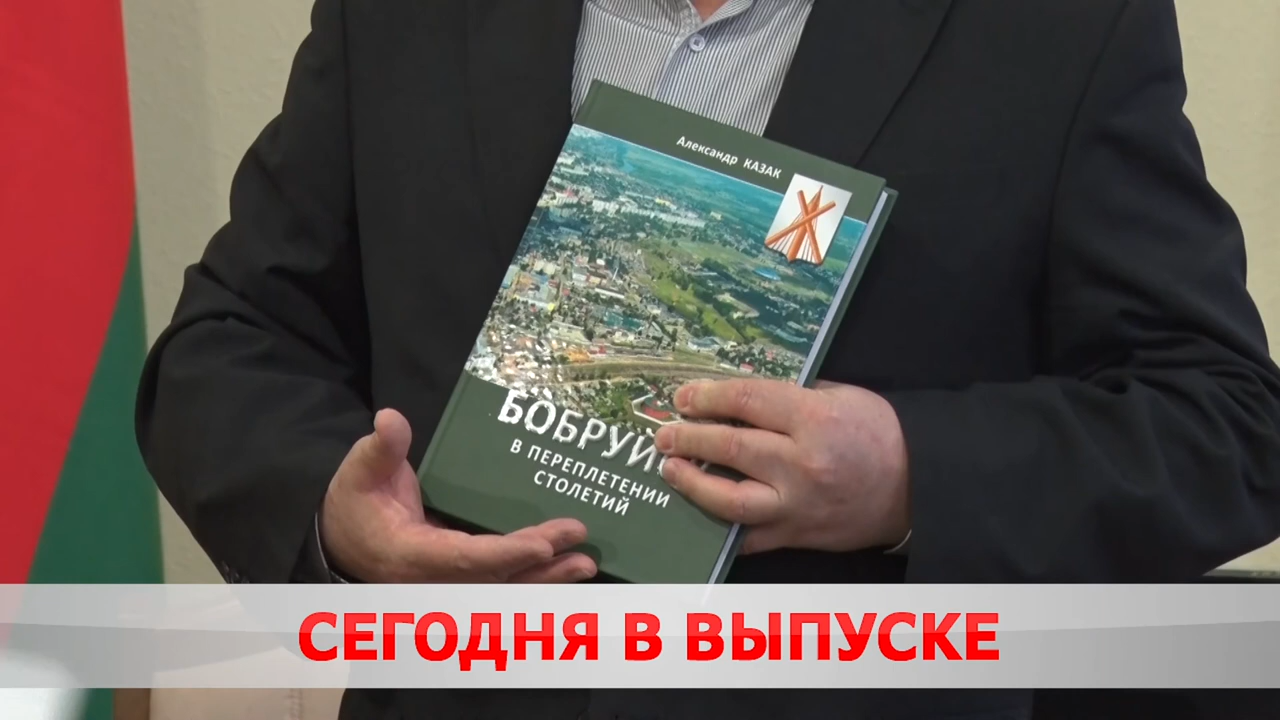 Александр КАЗАК
БОБРУЙ
В ПЕРЕПЛЕТЕНИИ
СТОЛЕТИЙ
СЕГОДНЯ В ВЫПУСКЕ